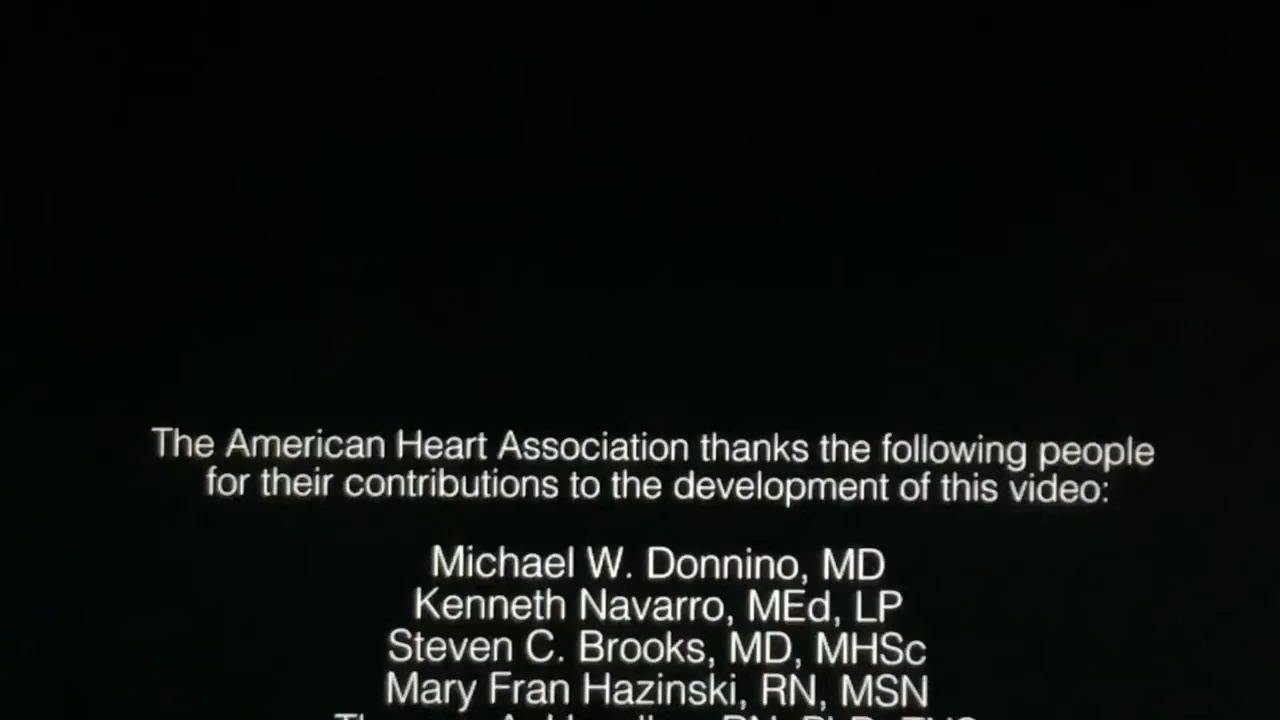 The American Heart Association thanks the following people
for their contributions to the development of this video:
Michael W. Donnino, MD
Kenneth Navarro, MEd, LP
Steven C. Brooks, MD, MHSc
Mary Fran Hazinski, RN, MSN